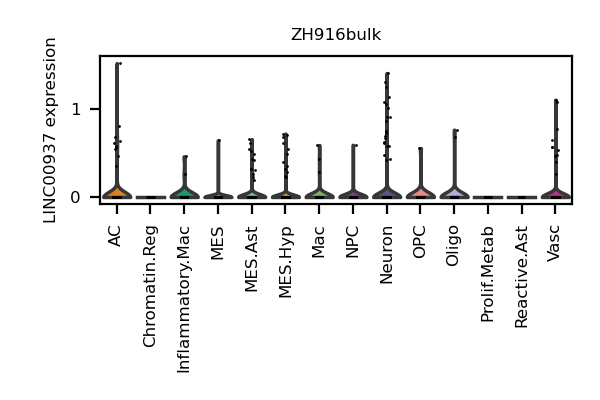 ZH916bulk
LINC00937 expression
1
0
AC
Chromatin.Reg
Inflammatory.Mac
MES
MES.Ast
MES.Hyp
Mac
NPC
Neuron
OPC
Oligo
Prolif.Metab
Reactive.Ast
Vasc